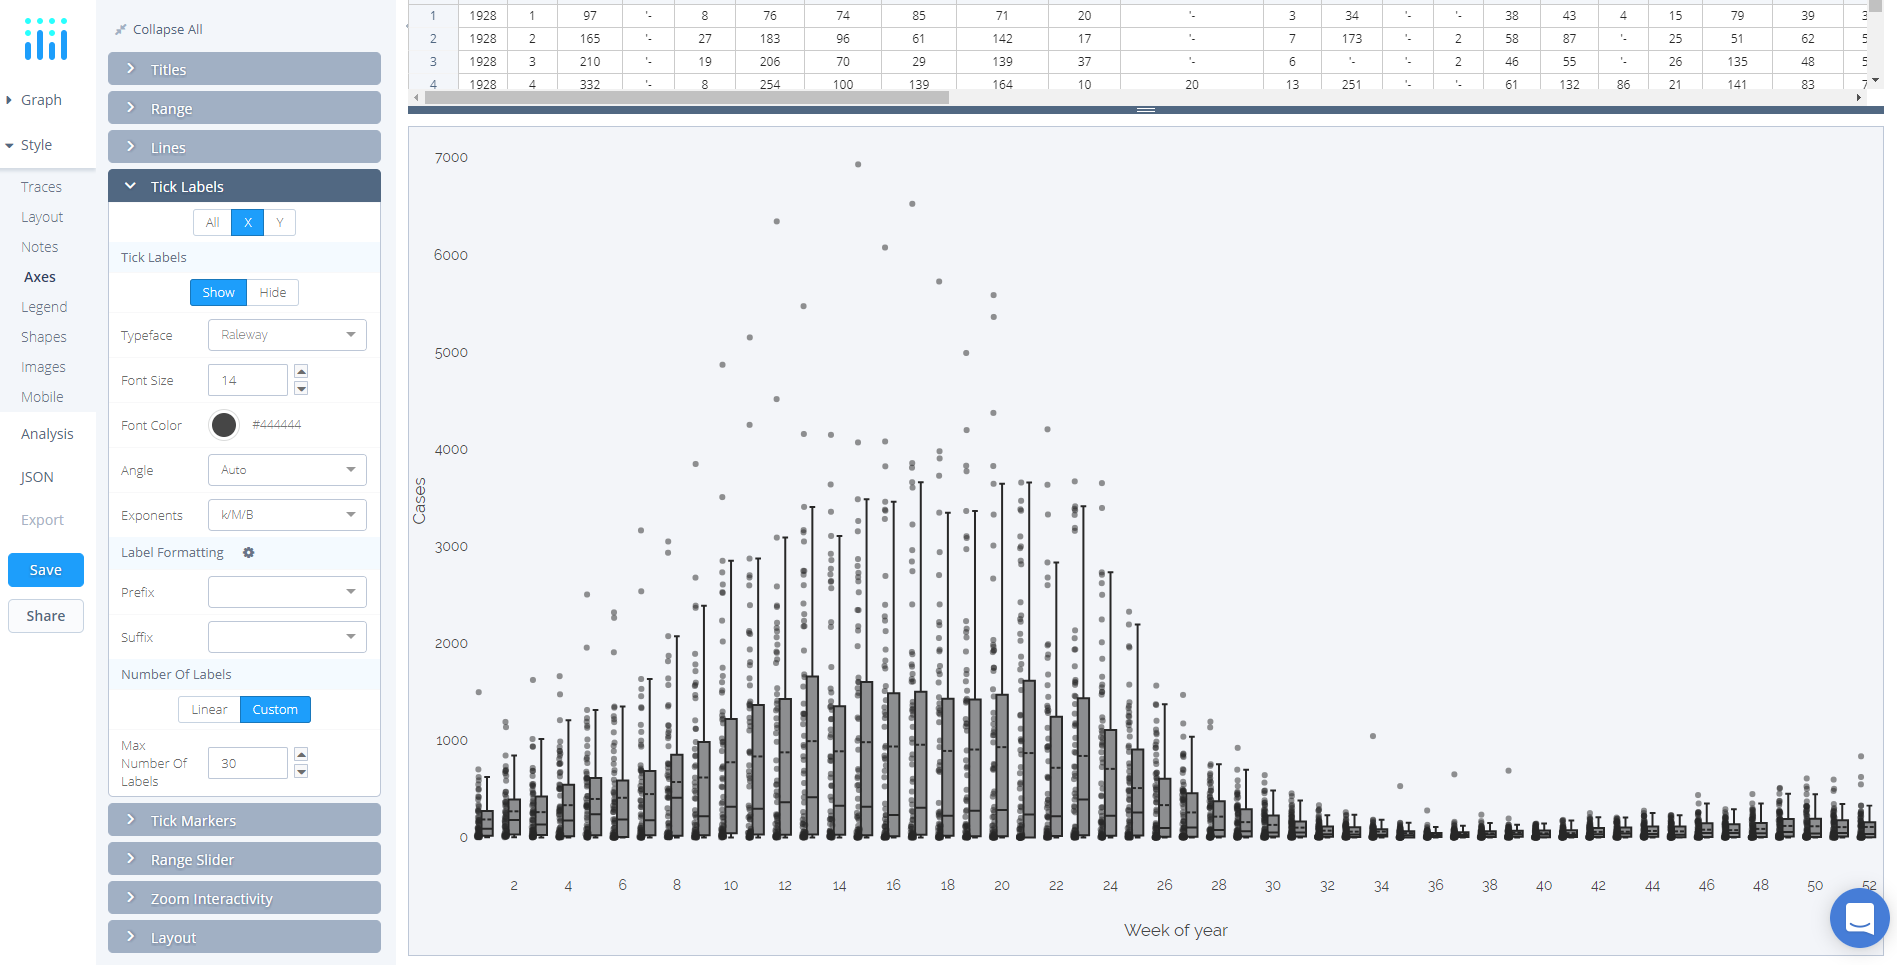 Graph
Style
Traces
Layout
Notes
Axes
Legend
Shapes
Images
Mobile
Analysis
JSON
Export
Save
Share
Collapse All
Titles
Range
Lines
Tick Labels
All X Y
Tick Labels
Show Hide
Typeface Raleway
Font Size 14
Font Color #444444
Angle Auto
Exponents k/M/B
Label Formatting
Prefix
Suffix
Number Of Labels
Linear Custom
Max
Number Of
Labels
30
Tick Markers
Range Slider
Zoom Interactivity
Layout
1 1928 1 97 '- 8 76 74 85 71 20 '- 3 34 '- '- 38 43 4 15 79 39
2 1928 2 165 '- 27 183 96 61 142 17 '- 7 173 '- 2 58 87 '- 25 51 62
3 1928 3 210 '- 19 206 70 29 139 37 '- 6 '- '- 2 46 55 '- 26 135 48
4 1928 4 332 '- 8 254 100 139 164 10 20 13 251 '- '- 61 132 86 21 141 83
7000
6000
5000
4000
3000
2000
1000
0
Cases
2 4 6 8 10 12 14 16 18 20 22 24 26 28 30 32 34 36 38 40 42 44 46 48 50 52
Week of year